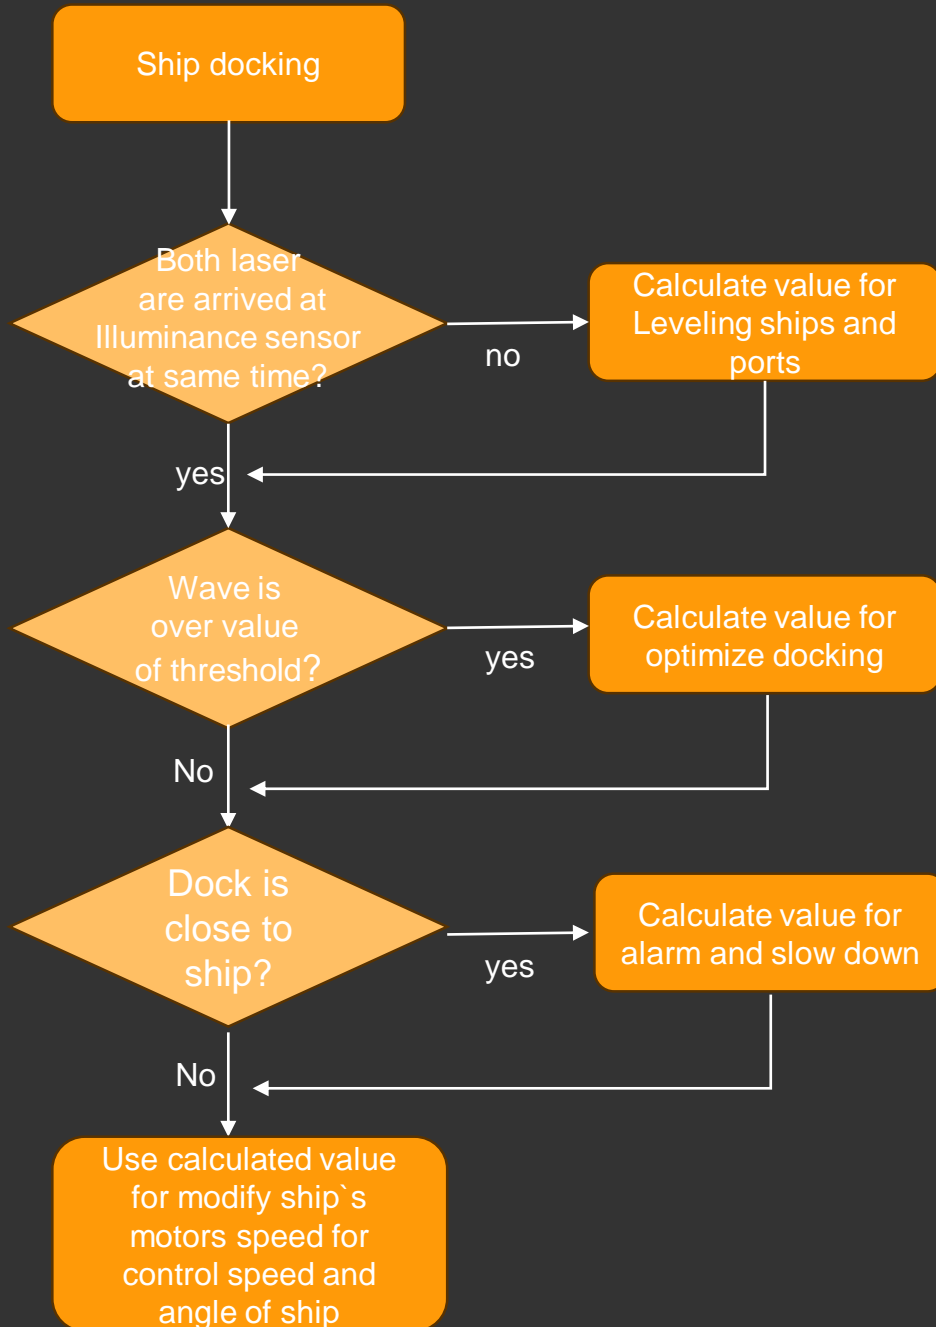 Ship docking
Both laser
are arrived at
Illuminance sensor
at same time?
Calculate value for
Leveling ships and
ports
no
yes
Wave is
over value
of threshold?
Calculate value for
optimize docking
yes
No
Dock is
close to
ship?
Calculate value for
alarm and slow down
yes
No
Use calculated value
for modify ship`s
motors speed for
control speed and
angle of ship